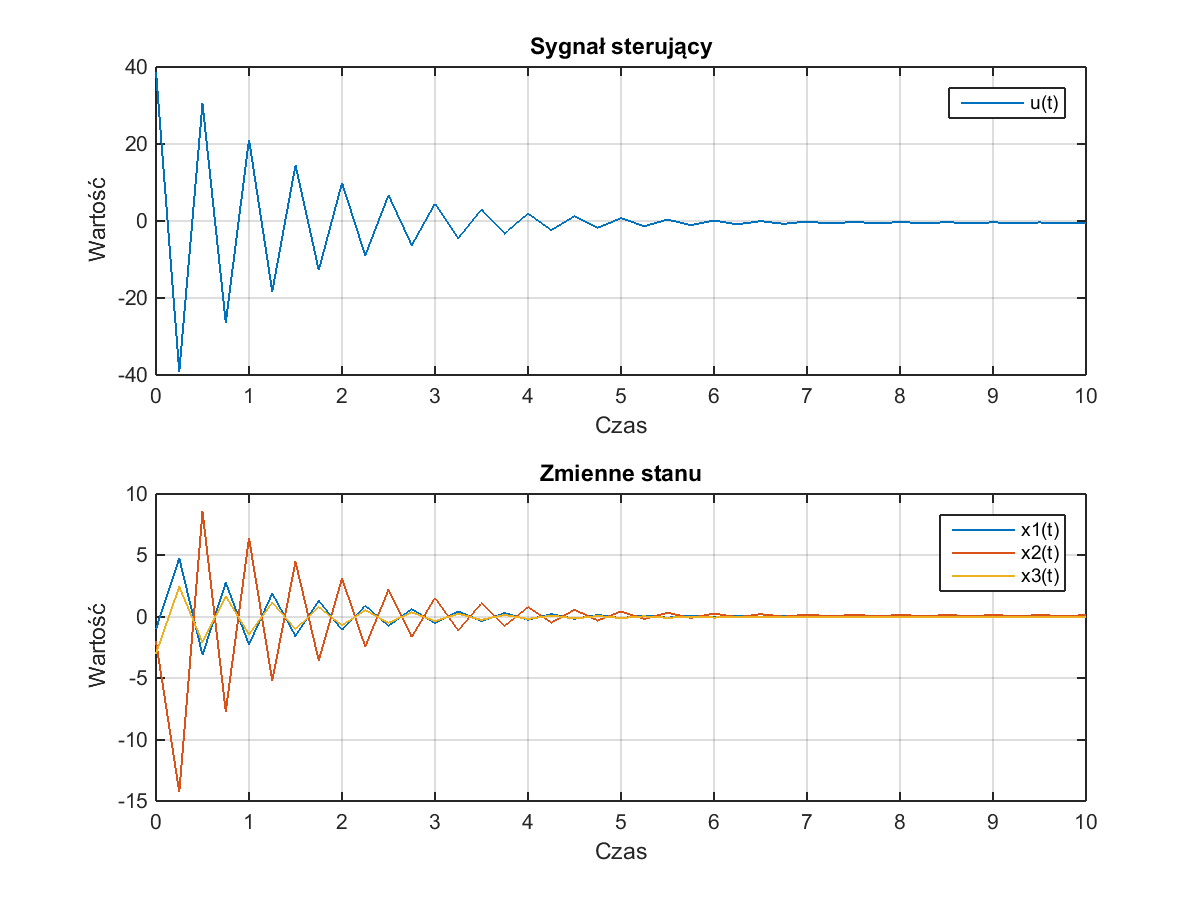 Sygnał sterujący
40
20
0
-20
-40
Wartość
u(t)
0 1 2 3 4 5 6 7 8 9 10
Czas
Zmienne stanu
10
5
0
-5
-10
-15
Wartość
x1(t)
x2(t)
x3(t)
0 1 2 3 4 5 6 7 8 9 10
Czas